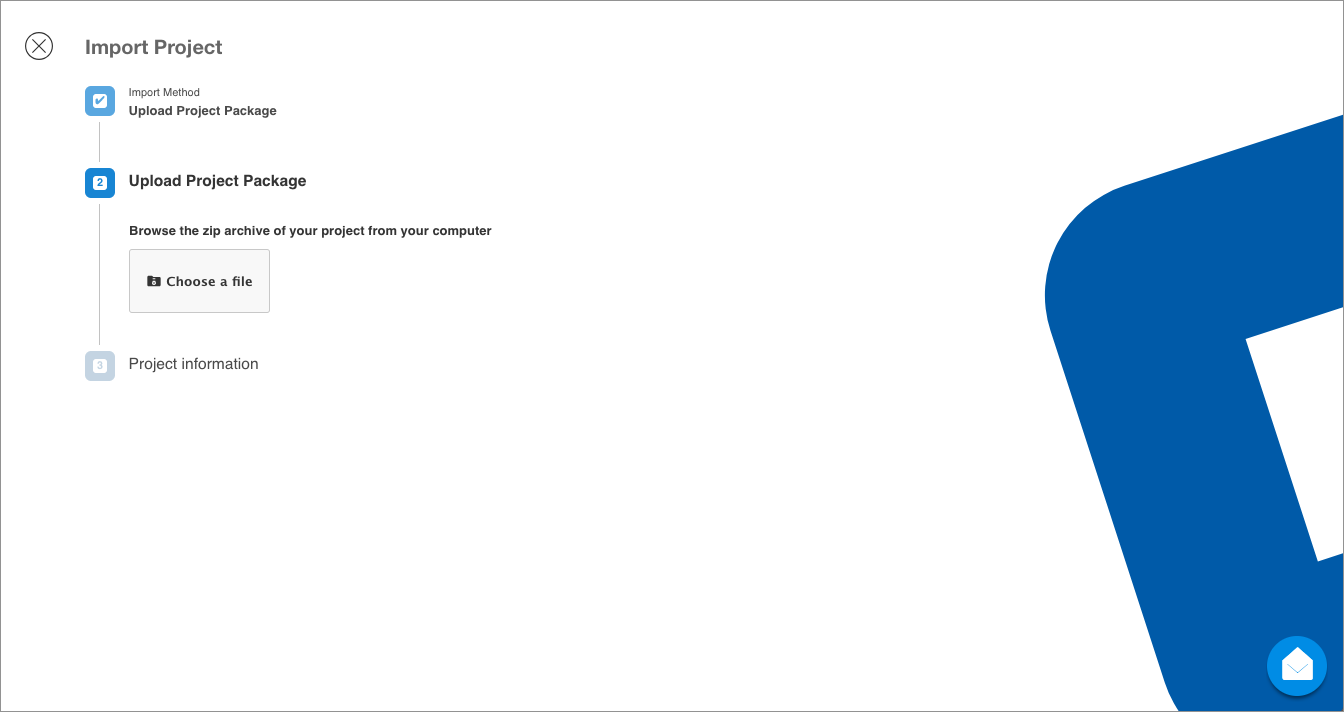 Import Project
Import Method
Upload Project Package
2
Upload Project Package
Browse the zip archive of your project from your computer
Choose a file
3
Project information